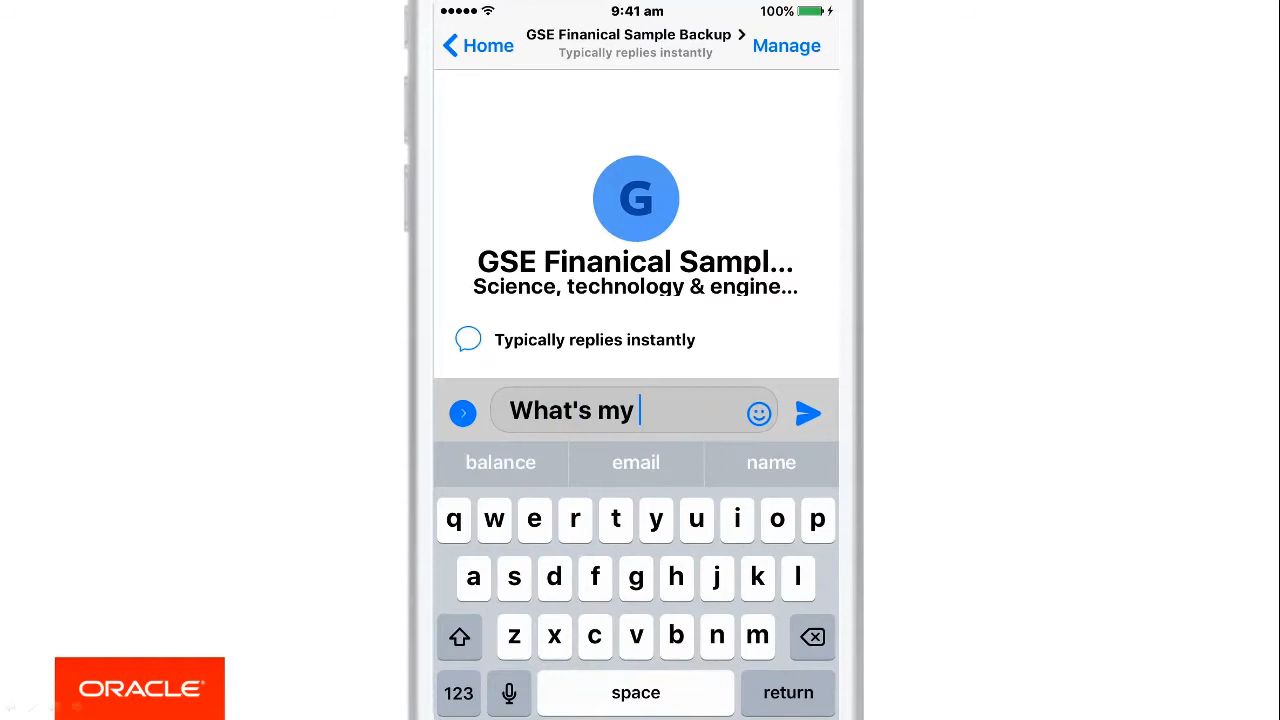 9:41 am
100%
Home
GSE Finanical Sample Backup
Typically replies instantly
Manage
G
GSE Finanical Sampl...
Science, technology & engine...
Typically replies instantly
What's my
balance email name
q w e r t y u i o p
a s d f g h j k l
z x c v b n m
123 space return
ORACLE